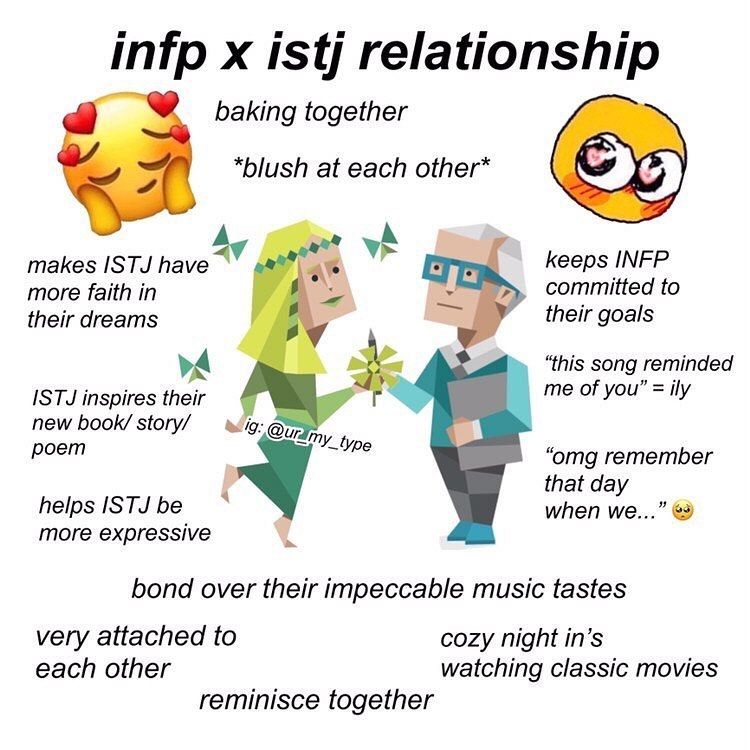 infp x istj relationship
baking together
*blush at each other*
makes ISTJ have
more faith in
their dreams
keeps INFP
committed to
their goals
ISTJ inspires their
new book/ story/
poem
"this song reminded
me of you" = ily
ig: @ur_my_type
helps ISTJ be
more expressive
"omg remember
that day
when we..." 🥺
bond over their impeccable music tastes
very attached to
each other
cozy night in's
watching classic movies
reminisce together